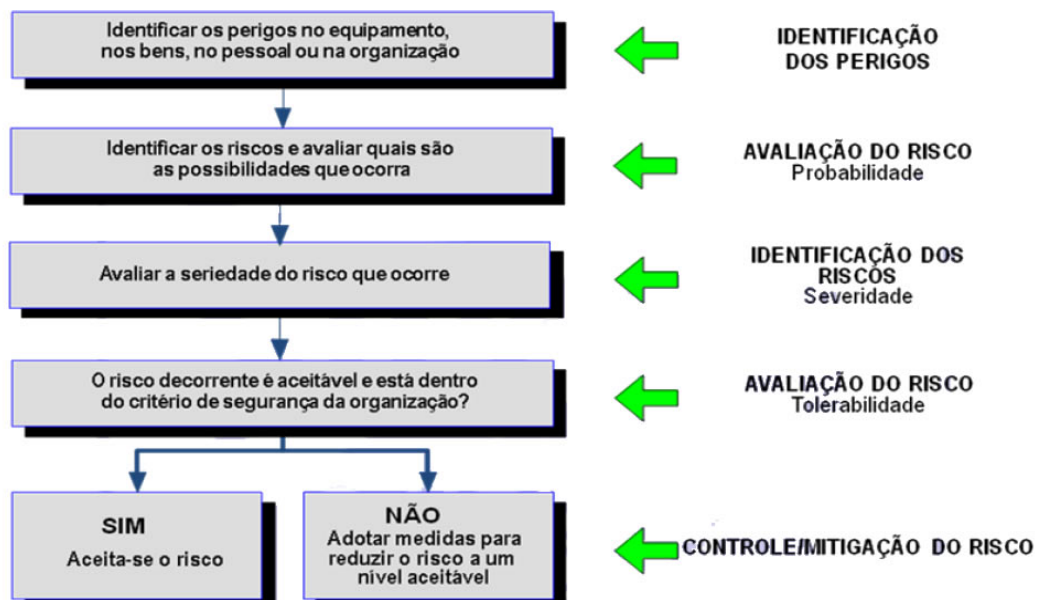 Identificar os perigos no equipamento,
nos bens, no pessoal ou na organização
IDENTIFICAÇÃO
DOS PERIGOS
Identificar os riscos e avaliar quais são
as possibilidades que ocorra
AVALIAÇÃO DO RISCO
Probabilidade
Avaliar a seriedade do risco que ocorre
IDENTIFICAÇÃO DOS
RISCOS
Severidade
O risco decorrente é aceitável e está dentro
do critério de segurança da organização?
AVALIAÇÃO DO RISCO
Tolerabilidade
SIM
Aceita-se o risco
NÃO
Adotar medidas para
reduzir o risco a um
nível aceitável
CONTROLE/MITIGAÇÃO DO RISCO